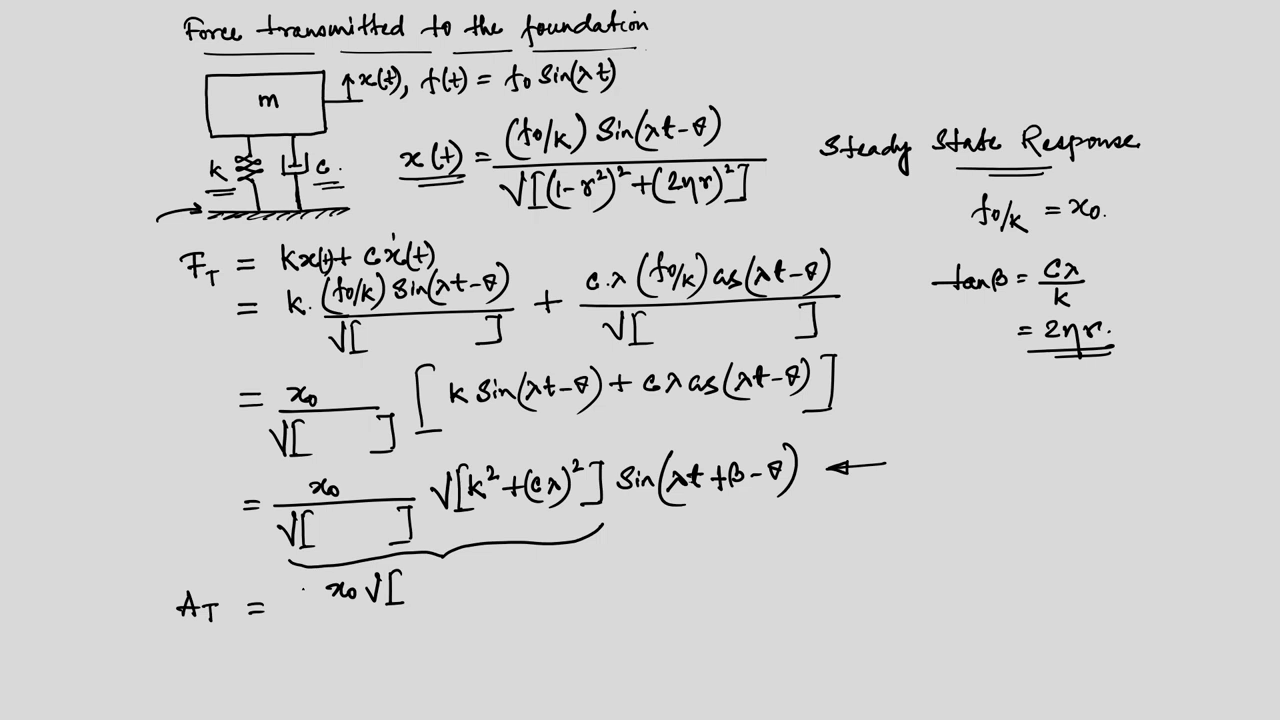 Force transmitted to the foundation
m
x(t), f(t) = f0 Sin(λt)
k
c.
x(t) = (f0/k) Sin(λt-θ) / √[(1-r²)²+(2ηr)²]
Steady State Response
f0/k = x0.
FT = kx(t)+ cẋ(t)
= k. (f0/k) Sin(λt-θ) / √[ ] + c.λ (f0/k) cos(λt-θ) / √[ ]
tanβ = cλ/k
= 2ηr.
= x0 / √[ ] [k Sin(λt-θ) + cλ cos(λt-θ)]
= x0 / √[ ] √[k²+(cλ)²] Sin(λt+β-θ)
AT = x0 √[